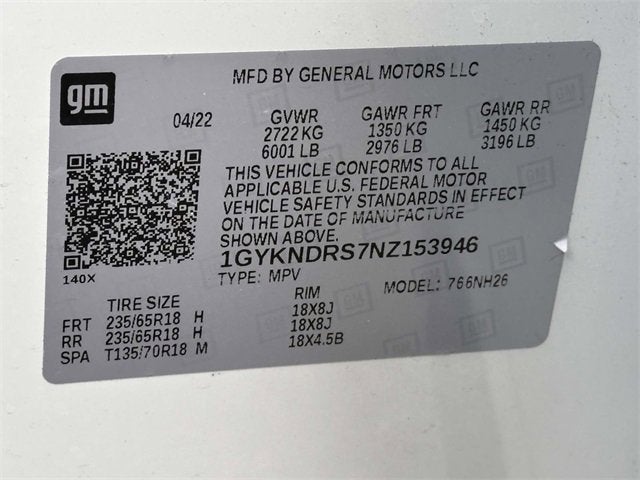 gm
MFD BY GENERAL MOTORS LLC
04/22 GVWR GAWR FRT GAWR RR
2722 KG 1350 KG 1450 KG
6001 LB 2976 LB 3196 LB
THIS VEHICLE CONFORMS TO ALL
APPLICABLE U.S. FEDERAL MOTOR
VEHICLE SAFETY STANDARDS IN EFFECT
ON THE DATE OF MANUFACTURE
SHOWN ABOVE.
1GYKNDRS7NZ153946
140X TYPE: MPV MODEL: 766NH26
TIRE SIZE RIM
FRT 235/65R18 H 18X8J
RR 235/65R18 H 18X8J
SPA T135/70R18 M 18X4.5B